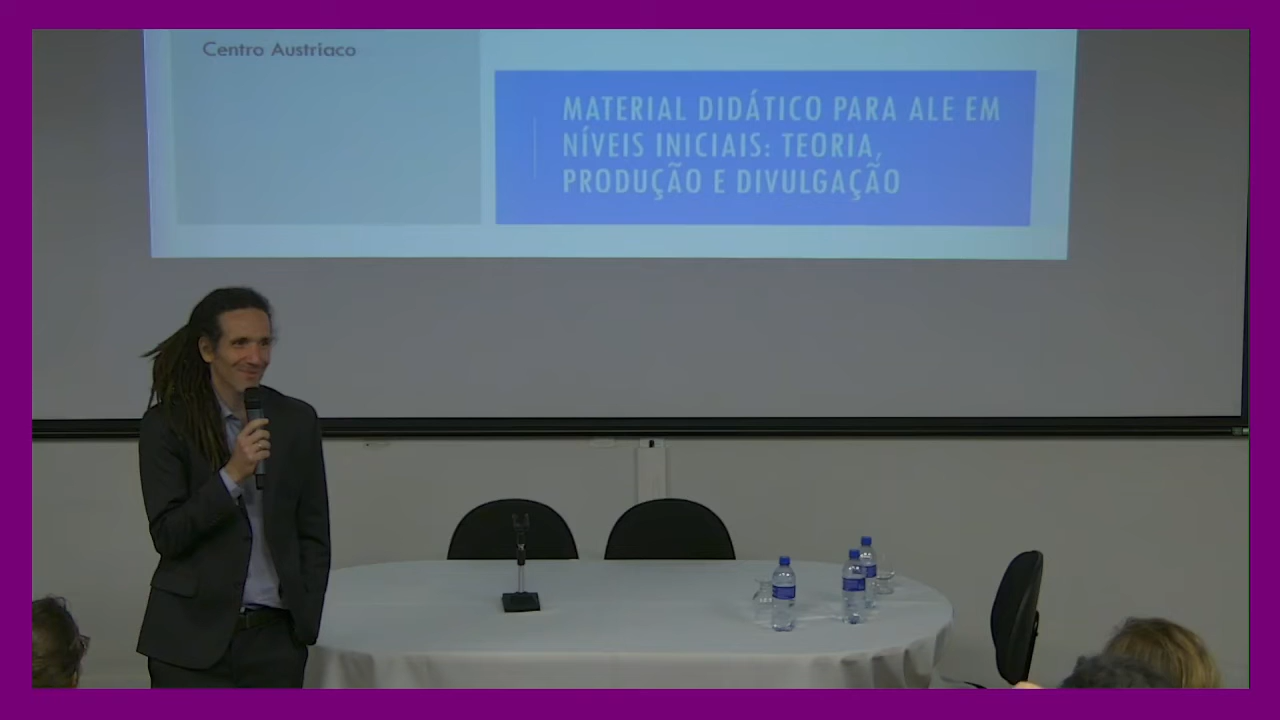 Centro Austríaco
MATERIAL DIDÁTICO PARA ALE EM
NÍVEIS INICIAIS: TEORIA,
PRODUÇÃO E DIVULGAÇÃO